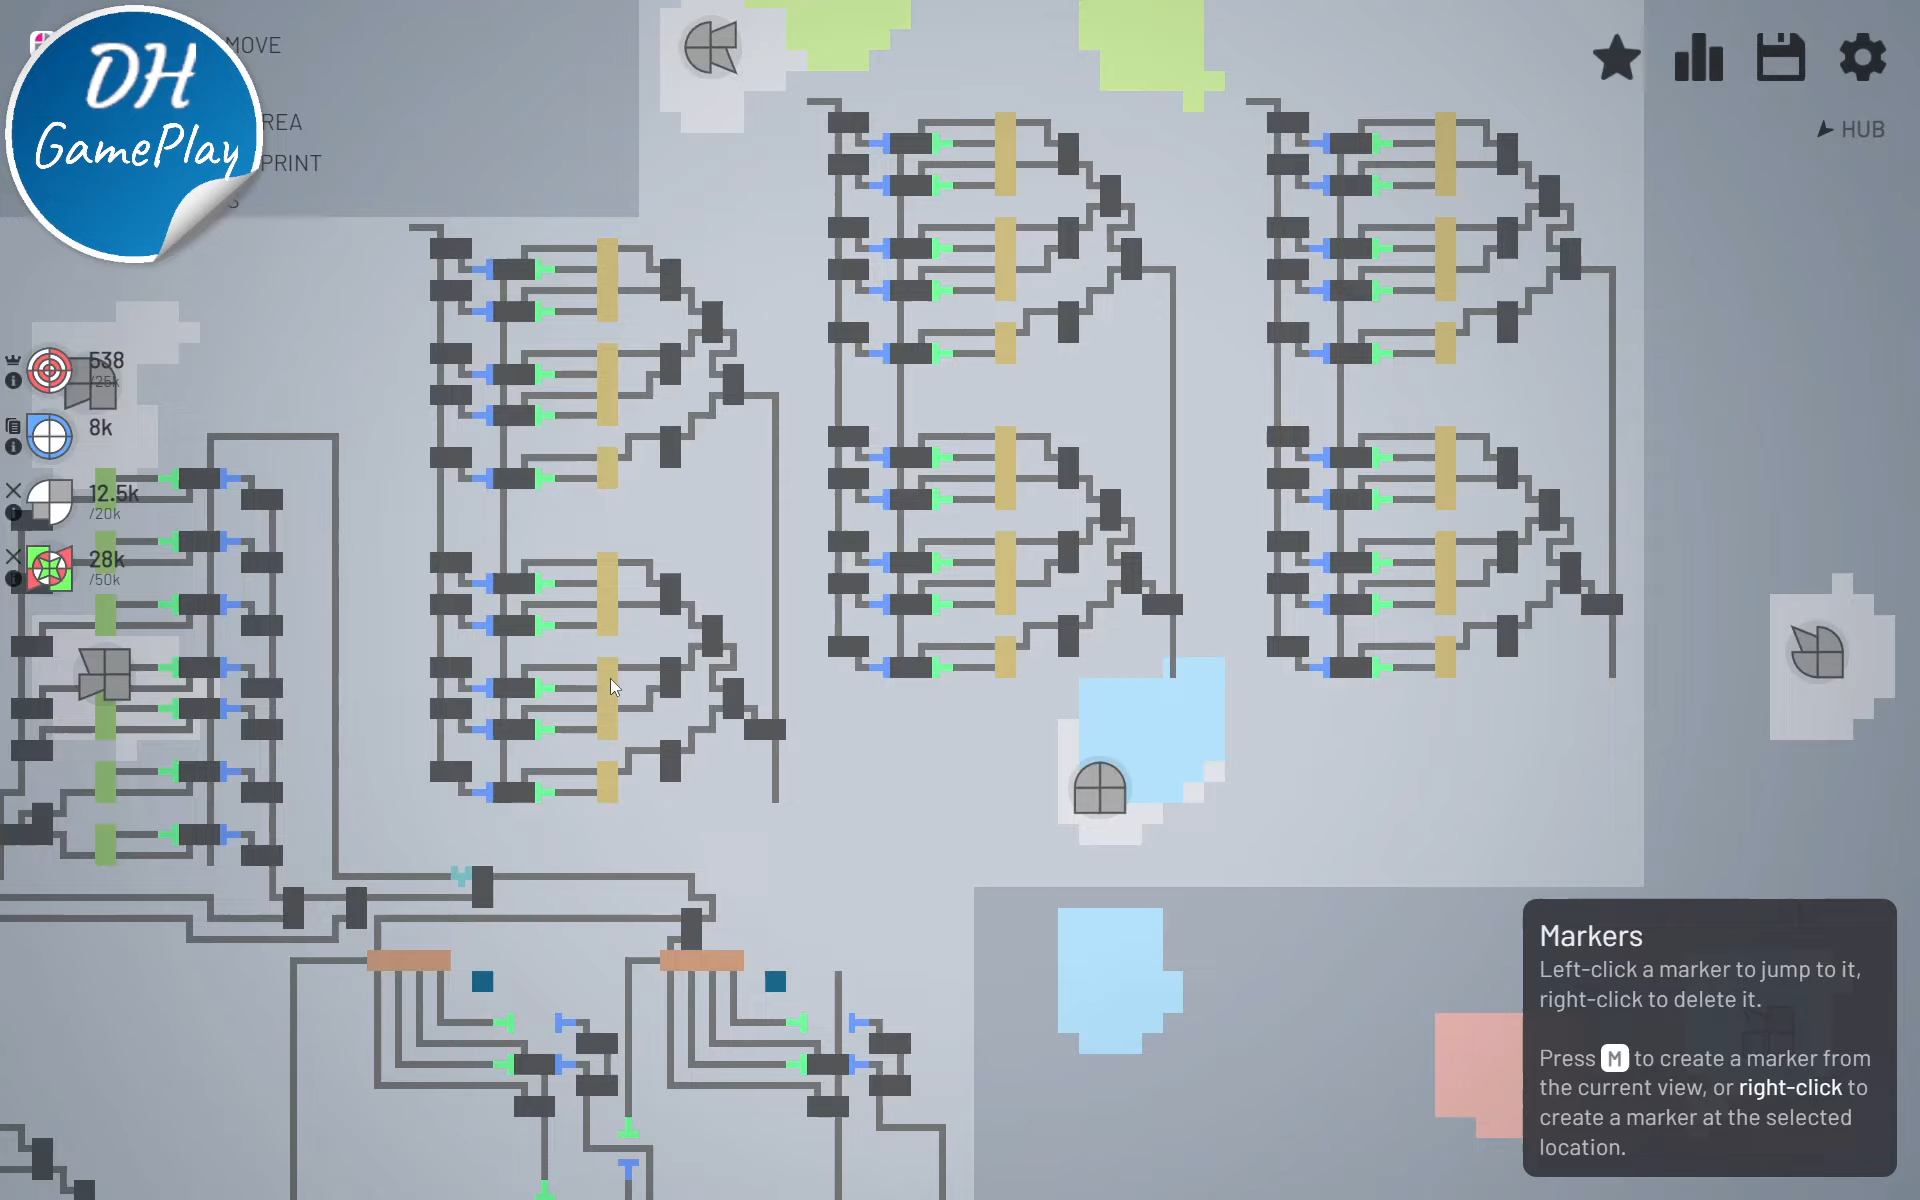 DH
GamePlay
MOVE
REA
PRINT
S
HUB
538
/25k
8k
12.5k
/20k
28k
/50k
Markers
Left-click a marker to jump to it,
right-click to delete it.
Press M to create a marker from
the current view, or right-click to
create a marker at the selected
location.